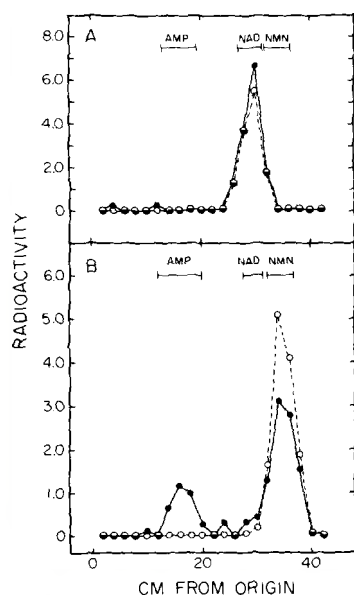 A
AMP NAD NMN
8.0
6.0
4.0
2.0
0
B
AMP NAD NMN
RADIOACTIVITY
6.0
5.0
4.0
3.0
2.0
1.0
0
0 20 40
CM FROM ORIGIN